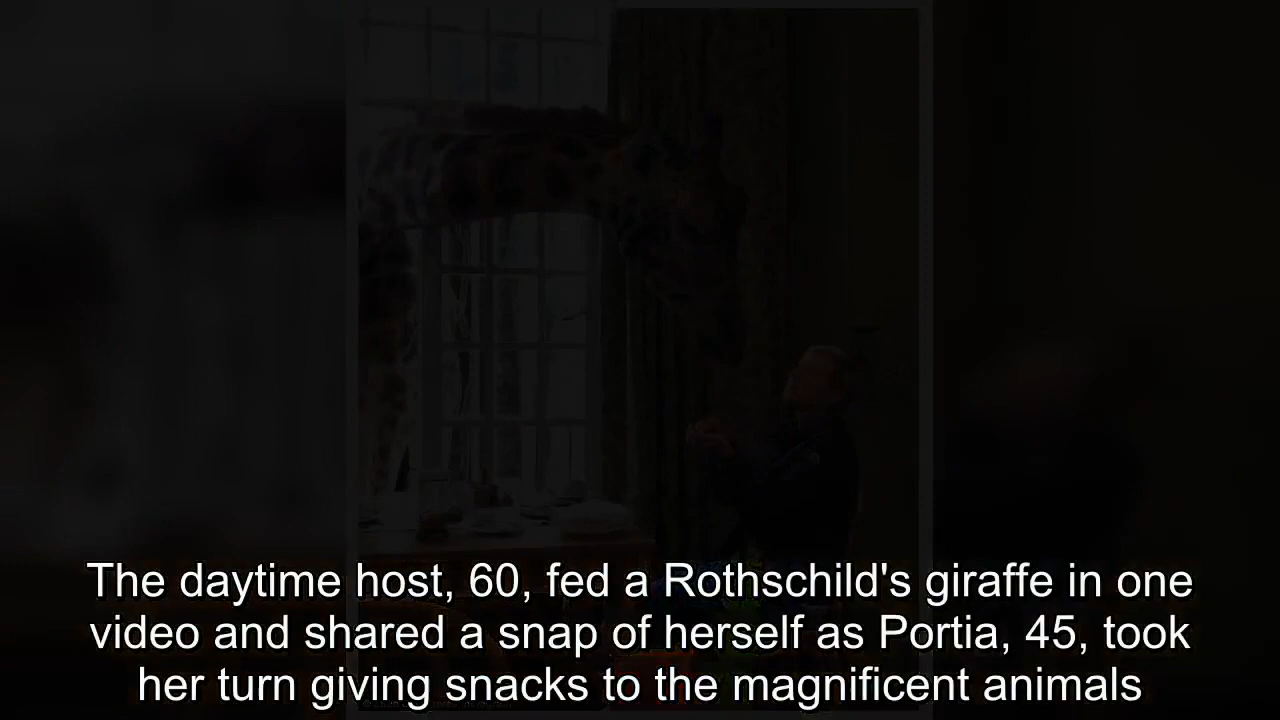 The daytime host, 60, fed a Rothschild's giraffe in one
video and shared a snap of herself as Portia, 45, took
her turn giving snacks to the magnificent animals